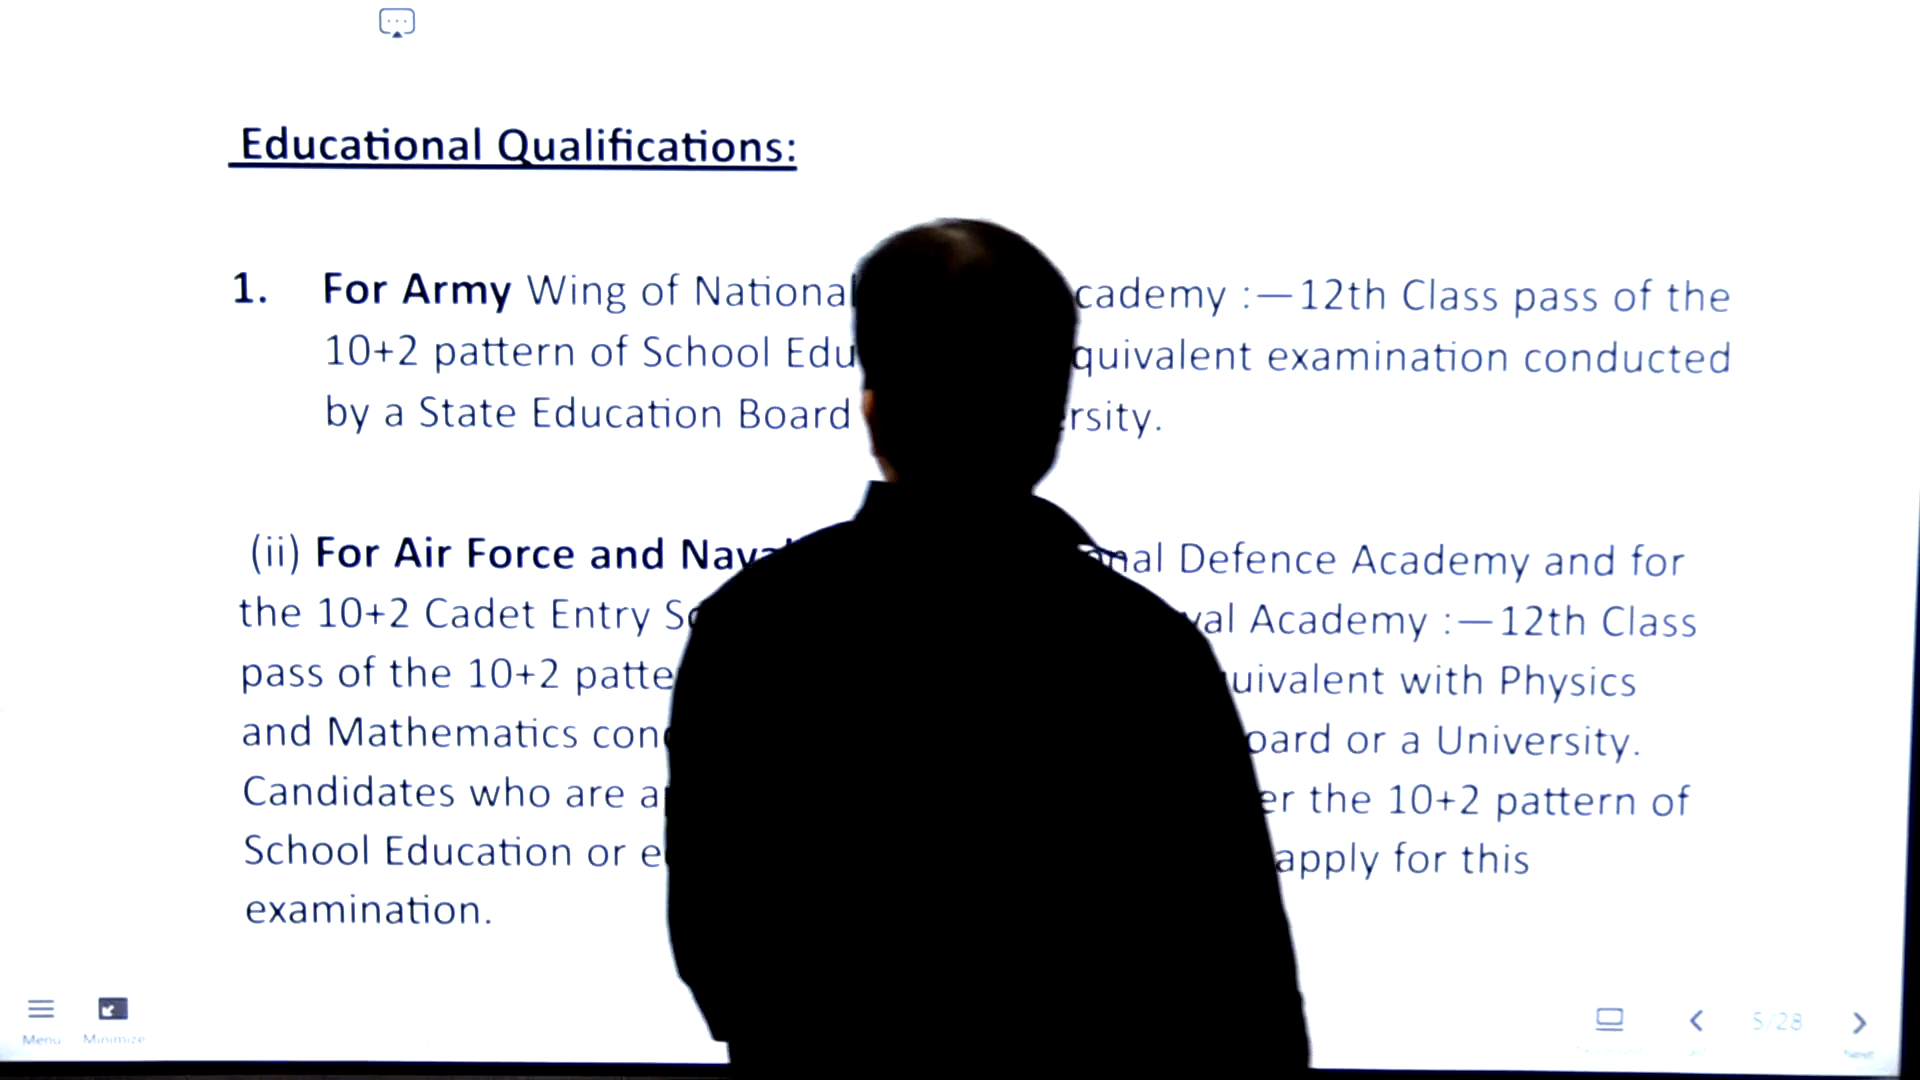 Educational Qualifications:
1. For Army Wing of National cademy :—12th Class pass of the
10+2 pattern of School Edu quivalent examination conducted
by a State Education Board rsity.
(ii) For Air Force and Nav nal Defence Academy and for
the 10+2 Cadet Entry S val Academy :—12th Class
pass of the 10+2 patte uivalent with Physics
and Mathematics con oard or a University.
Candidates who are a er the 10+2 pattern of
School Education or e apply for this
examination.
Menu Minimize 5/28 Next